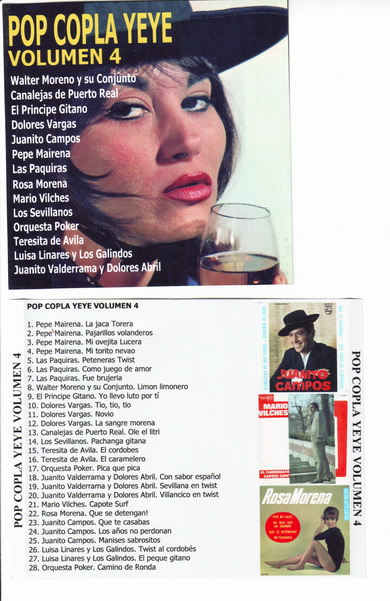 POP COPLA YEYE
VOLUMEN 4
Walter Moreno y su Conjunto
Canalejas de Puerto Real
El Principe Gitano
Dolores Vargas
Juanito Campos
Pepe Mairena
Las Paquiras
Rosa Morena
Mario Vilches
Los Sevillanos
Orquesta Poker
Teresita de Avila
Luisa Linares y Los Galindos
Juanito Valderrama y Dolores Abril
POP COPLA YEYE VOLUMEN 4
POP COPLA YEYE VOLUMEN 4
1. Pepe Mairena. La jaca Torera
2. Pepe Mairena. Pajarillos volanderos
3. Pepe Mairena. Mi ovejita Lucera
4. Pepe Mairena. Mi torito nevao
5. Las Paquiras. Peteneras Twist
6. Las Paquiras. Como juego de amor
7. Las Paquiras. Fue brujeria
8. Walter Moreno y su Conjunto. Limon limonero
9. El Principe Gitano. Yo llevo luto por tí
10. Dolores Vargas. Tio, tio, tio
11. Dolores Vargas. Novio
12. Dolores Vargas. La sangre morena
13. Canalejas de Puerto Real. Ole el litri
14. Los Sevillanos. Pachanga gitana
15. Teresita de Avila. El cordobes
16. Teresita de Avila. El caramelero
17. Orquesta Poker. Pica que pica
18. Juanito Valderrama y Dolores Abril. Con sabor español
19. Juanito Valderrama y Dolores Abril. Sevillana en twist
20. Juanito Valderrama y Dolores Abril. Villancico en twist
21. Mario Vilches. Capote Surf
22. Rosa Morena. Que se detengan!
23. Juanito Campos. Que te casabas
24. Juanito Campos. Los años no perdonan
25. Juanito Campos. Manises sabrositos
26. Luisa Linares y Los Galindos. Twist al cordobés
27. Luisa Linares y Los Galindos. El peque gitano
28. Orquesta Poker. Camino de Ronda
JUANITO
CAMPOS
MARIO
VILCHES
Rosa Morena
POP COPLA YEYE VOLUMEN 4